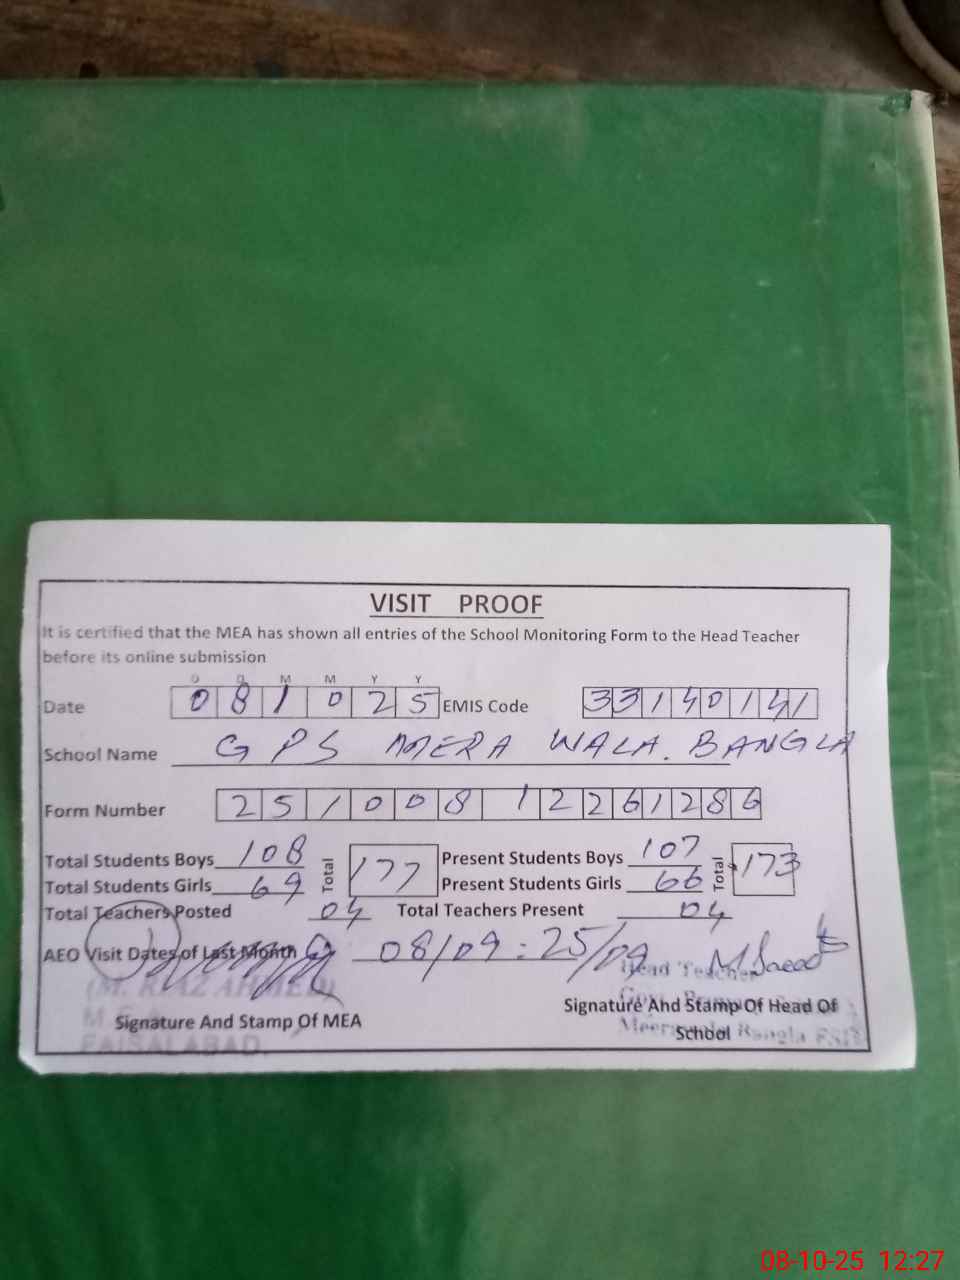 VISIT PROOF
It is certified that the MEA has shown all entries of the School Monitoring Form to the Head Teacher
before its online submission
D D M M Y Y
Date 0 8 1 0 2 5 EMIS Code 3 3 1 4 0 1 4 1
School Name GPS MERA WALA. BANGLA
Form Number 2 5 1 0 0 8 1 2 2 6 1 2 8 6
Total Students Boys 108 Total 177 Present Students Boys 107 Total 173
Total Students Girls 69 Present Students Girls 66
Total Teachers Posted 04 Total Teachers Present 04
AEO Visit Dates of Last Month 08/09 : 25/09 M Saeed
Head Teacher
(M. RIAZ AHMED)
Signature And Stamp Of MEA Signature And Stamp Of Head Of
School
Bangla FSD
FAISALABAD.
08-10-25 12:27